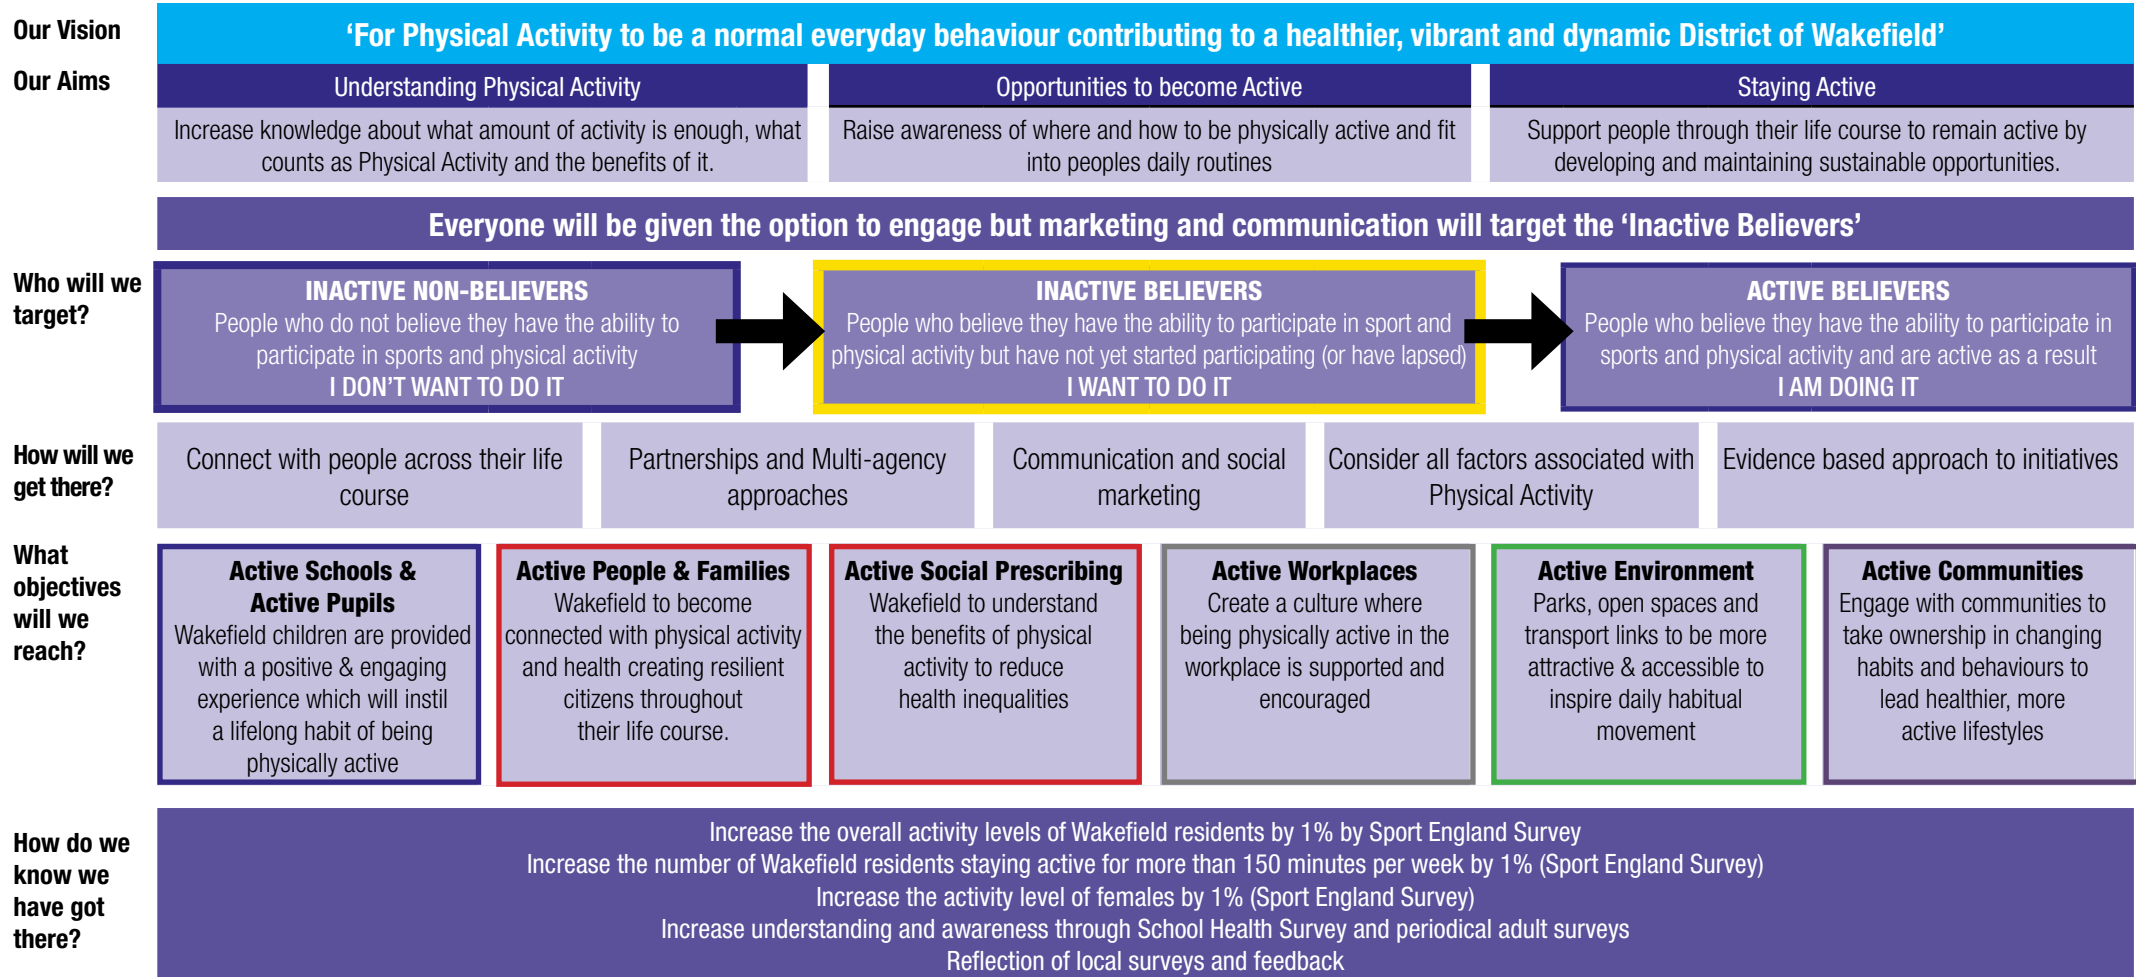 Our Vision
‘For Physical Activity to be a normal everyday behaviour contributing to a healthier, vibrant and dynamic District of Wakefield’
Our Aims
Understanding Physical Activity
Increase knowledge about what amount of activity is enough, what
counts as Physical Activity and the benefits of it.
Opportunities to become Active
Raise awareness of where and how to be physically active and fit
into peoples daily routines
Staying Active
Support people through their life course to remain active by
developing and maintaining sustainable opportunities.
Everyone will be given the option to engage but marketing and communication will target the ‘Inactive Believers’
Who will we
target?
INACTIVE NON-BELIEVERS
People who do not believe they have the ability to
participate in sports and physical activity
I DON’T WANT TO DO IT
INACTIVE BELIEVERS
People who believe they have the ability to participate in sport and
physical activity but have not yet started participating (or have lapsed)
I WANT TO DO IT
ACTIVE BELIEVERS
People who believe they have the ability to participate in
sports and physical activity and are active as a result
I AM DOING IT
How will we
get there?
Connect with people across their life
course
Partnerships and Multi-agency
approaches
Communication and social
marketing
Consider all factors associated with
Physical Activity
Evidence based approach to initiatives
What
objectives
will we
reach?
Active Schools &
Active Pupils
Wakefield children are provided
with a positive & engaging
experience which will instil
a lifelong habit of being
physically active
Active People & Families
Wakefield to become
connected with physical activity
and health creating resilient
citizens throughout
their life course.
Active Social Prescribing
Wakefield to understand
the benefits of physical
activity to reduce
health inequalities
Active Workplaces
Create a culture where
being physically active in the
workplace is supported and
encouraged
Active Environment
Parks, open spaces and
transport links to be more
attractive & accessible to
inspire daily habitual
movement
Active Communities
Engage with communities to
take ownership in changing
habits and behaviours to
lead healthier, more
active lifestyles
How do we
know we
have got
there?
Increase the overall activity levels of Wakefield residents by 1% by Sport England Survey
Increase the number of Wakefield residents staying active for more than 150 minutes per week by 1% (Sport England Survey)
Increase the activity level of females by 1% (Sport England Survey)
Increase understanding and awareness through School Health Survey and periodical adult surveys
Reflection of local surveys and feedback